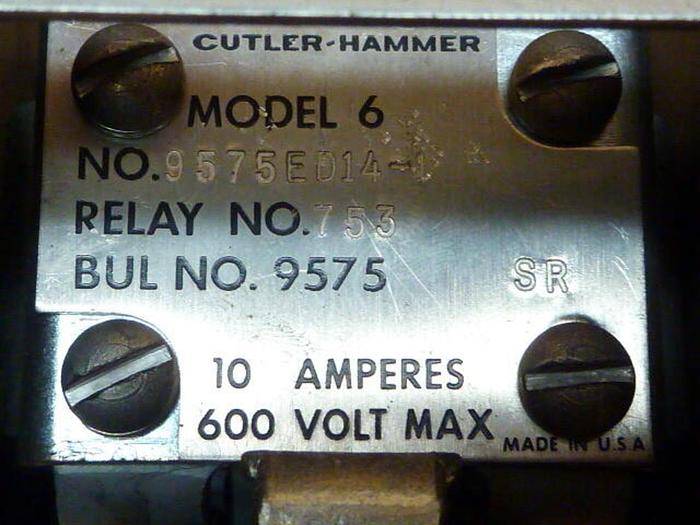 CUTLER-HAMMER
MODEL 6
NO. 9575ED14-
RELAY NO. 753
BUL NO. 9575 SR
10 AMPERES
600 VOLT MAX
MADE IN U.S.A